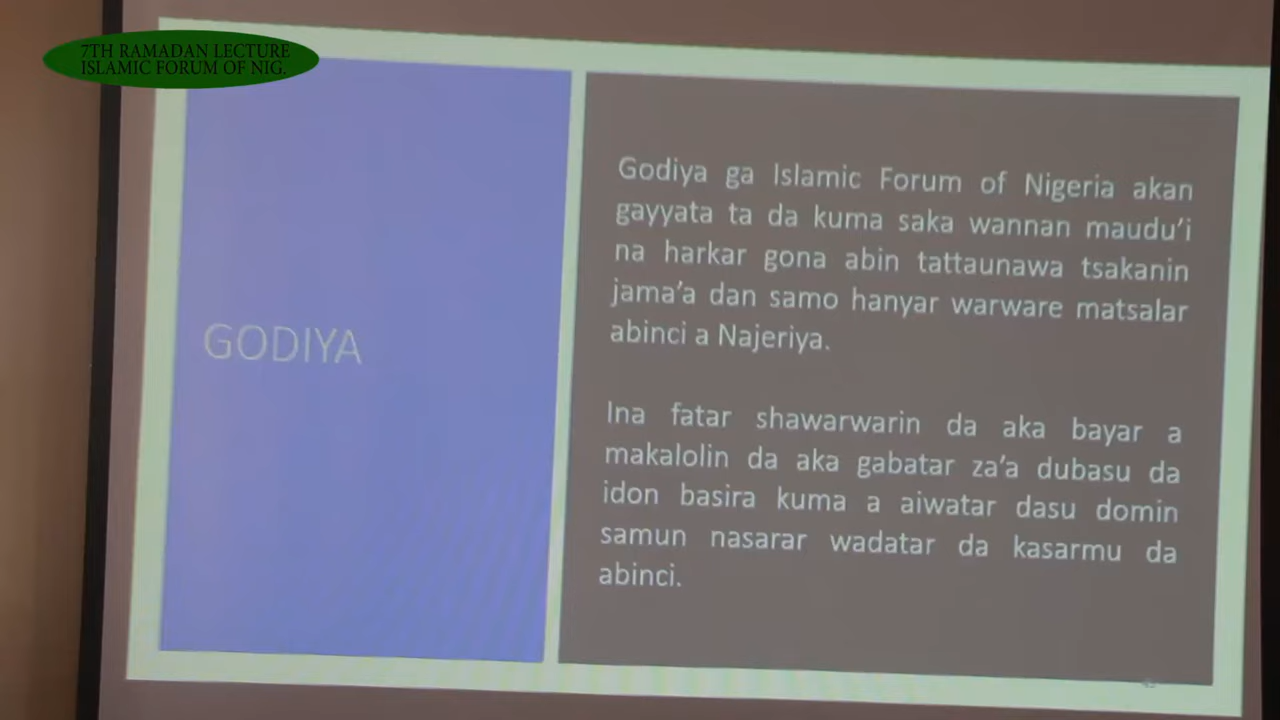 7TH RAMADAN LECTURE
ISLAMIC FORUM OF NIG.
GODIYA
Godiya ga Islamic Forum of Nigeria akan
gayyata ta da kuma saka wannan maudu'i
na harkar gona abin tattaunawa tsakanin
jama'a dan samo hanyar warware matsalar
abinci a Najeriya.
Ina fatar shawarwarin da aka bayar a
makalolin da aka gabatar za'a dubasu da
idon basira kuma a aiwatar dasu domin
samun nasarar wadatar da kasarmu da
abinci.